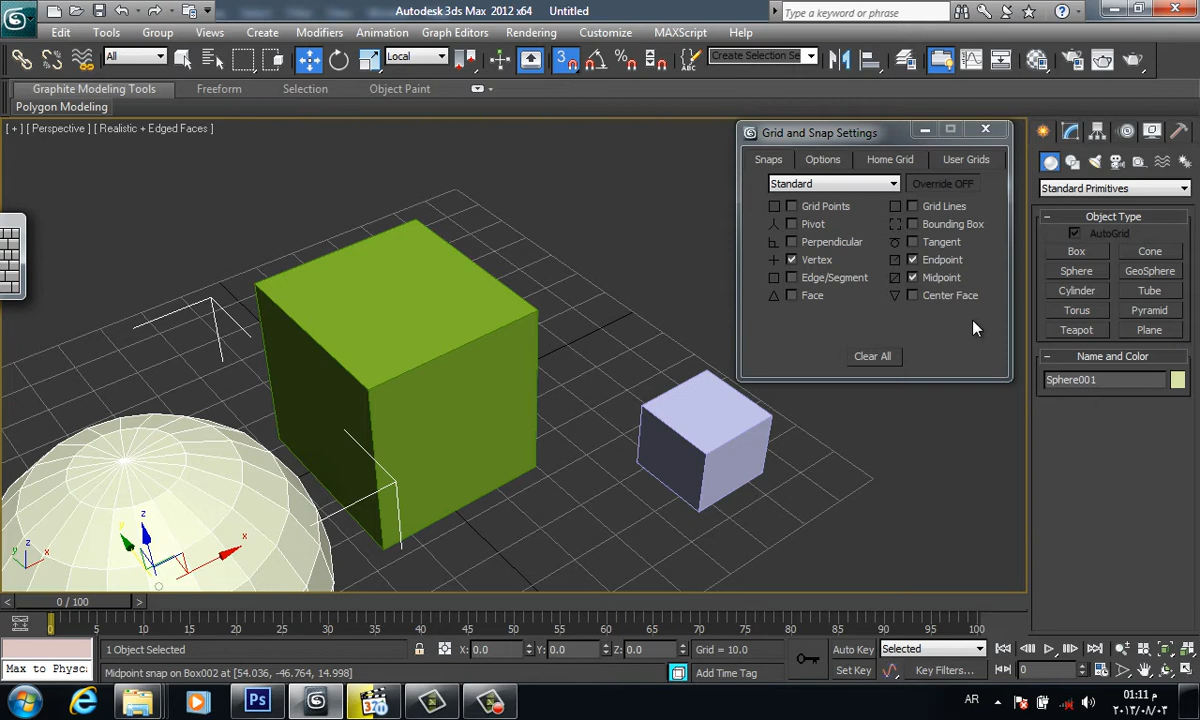 Autodesk 3ds Max 2012 x64 Untitled
Type a keyword or phrase
Edit Tools Group Views Create Modifiers Animation Graph Editors Rendering Customize MAXScript Help
All
Local
3
Create Selection Se
Graphite Modeling Tools Freeform Selection Object Paint
Polygon Modeling
[ + ] [ Perspective ] [ Realistic + Edged Faces ]
Grid and Snap Settings
Snaps Options Home Grid User Grids
Standard Override OFF
Grid Points Grid Lines
Pivot Bounding Box
Perpendicular Tangent
Vertex Endpoint
Edge/Segment Midpoint
Face Center Face
Clear All
Standard Primitives
Object Type
AutoGrid
Box Cone
Sphere GeoSphere
Cylinder Tube
Torus Pyramid
Teapot Plane
Name and Color
Sphere001
z
y
x
z
y
x
0 / 100
0 5 10 15 20 25 30 35 40 45 50 55 60 65 70 75 80 85 90 95 100
1 Object Selected X: 0.0 Y: 0.0 Z: 0.0 Grid = 10.0 Auto Key Selected
Max to Physc Midpoint snap on Box002 at [54.036, -46.764, 14.998] Add Time Tag Set Key Key Filters... 0
Ps
AR
01:11 م
٢٠١٣/٠٨/٠٣